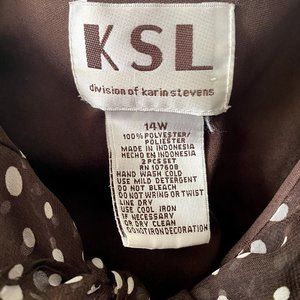 KSL
division of karin stevens
14W
100% POLYESTER/
POLIESTER
MADE IN INDONESIA
HECHO EN INDONESIA
2 PCS SET
RN 107608
HAND WASH COLD
USE MILD DETERGENT
DO NOT BLEACH
DO NOT WRING OR TWIST
LINE DRY
USE COOL IRON
IF NECESSARY
OR DRY CLEAN
DO NOT IRON DECORATION